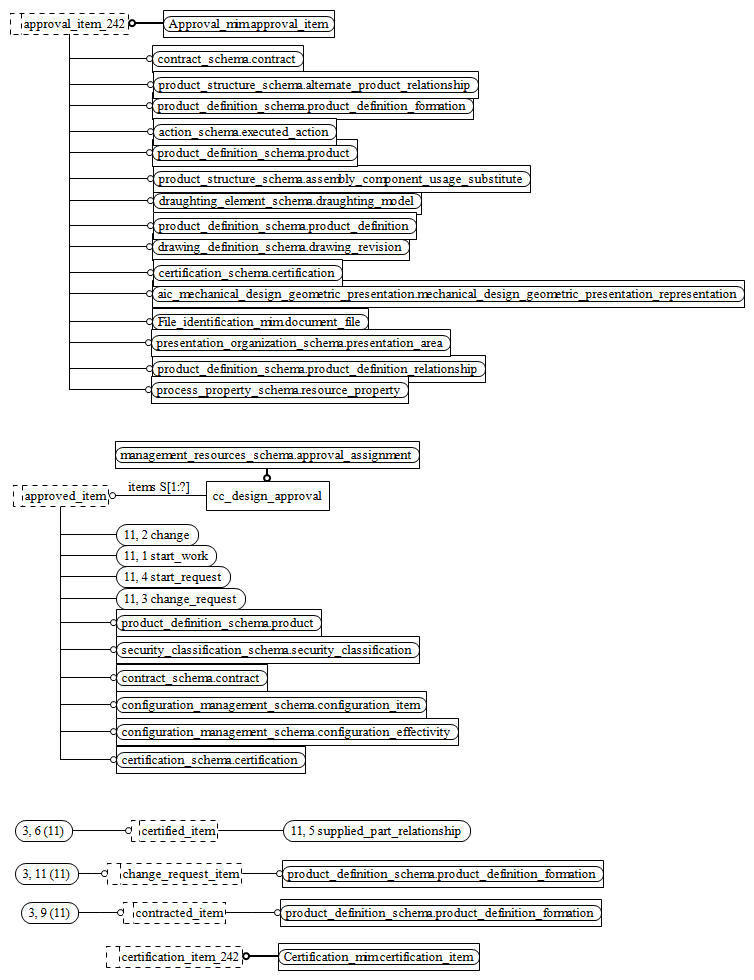 approval_item_242 Approval_mim.approval_item
contract_schema.contract
product_structure_schema.alternate_product_relationship
product_definition_schema.product_definition_formation
action_schema.executed_action
product_definition_schema.product
product_structure_schema.assembly_component_usage_substitute
draughting_element_schema.draughting_model
product_definition_schema.product_definition
drawing_definition_schema.drawing_revision
certification_schema.certification
aic_mechanical_design_geometric_presentation.mechanical_design_geometric_presentation_representation
File_identification_mim.document_file
presentation_organization_schema.presentation_area
product_definition_schema.product_definition_relationship
process_property_schema.resource_property
management_resources_schema.approval_assignment
approved_item items S[1:?] cc_design_approval
11, 2 change
11, 1 start_work
11, 4 start_request
11, 3 change_request
product_definition_schema.product
security_classification_schema.security_classification
contract_schema.contract
configuration_management_schema.configuration_item
configuration_management_schema.configuration_effectivity
certification_schema.certification
3, 6 (11) certified_item 11, 5 supplied_part_relationship
3, 11 (11) change_request_item product_definition_schema.product_definition_formation
3, 9 (11) contracted_item product_definition_schema.product_definition_formation
certification_item_242 Certification_mim.certification_item